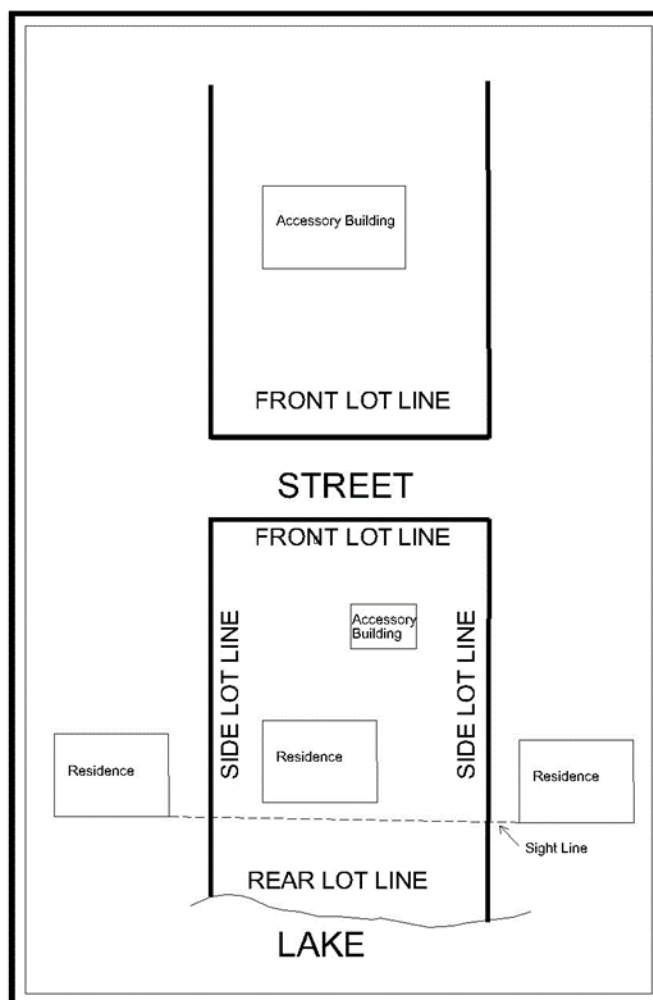 Accessory Building
FRONT LOT LINE
STREET
FRONT LOT LINE
Accessory
Building
SIDE LOT LINE
SIDE LOT LINE
Residence
Residence
Residence
Sight Line
REAR LOT LINE
LAKE